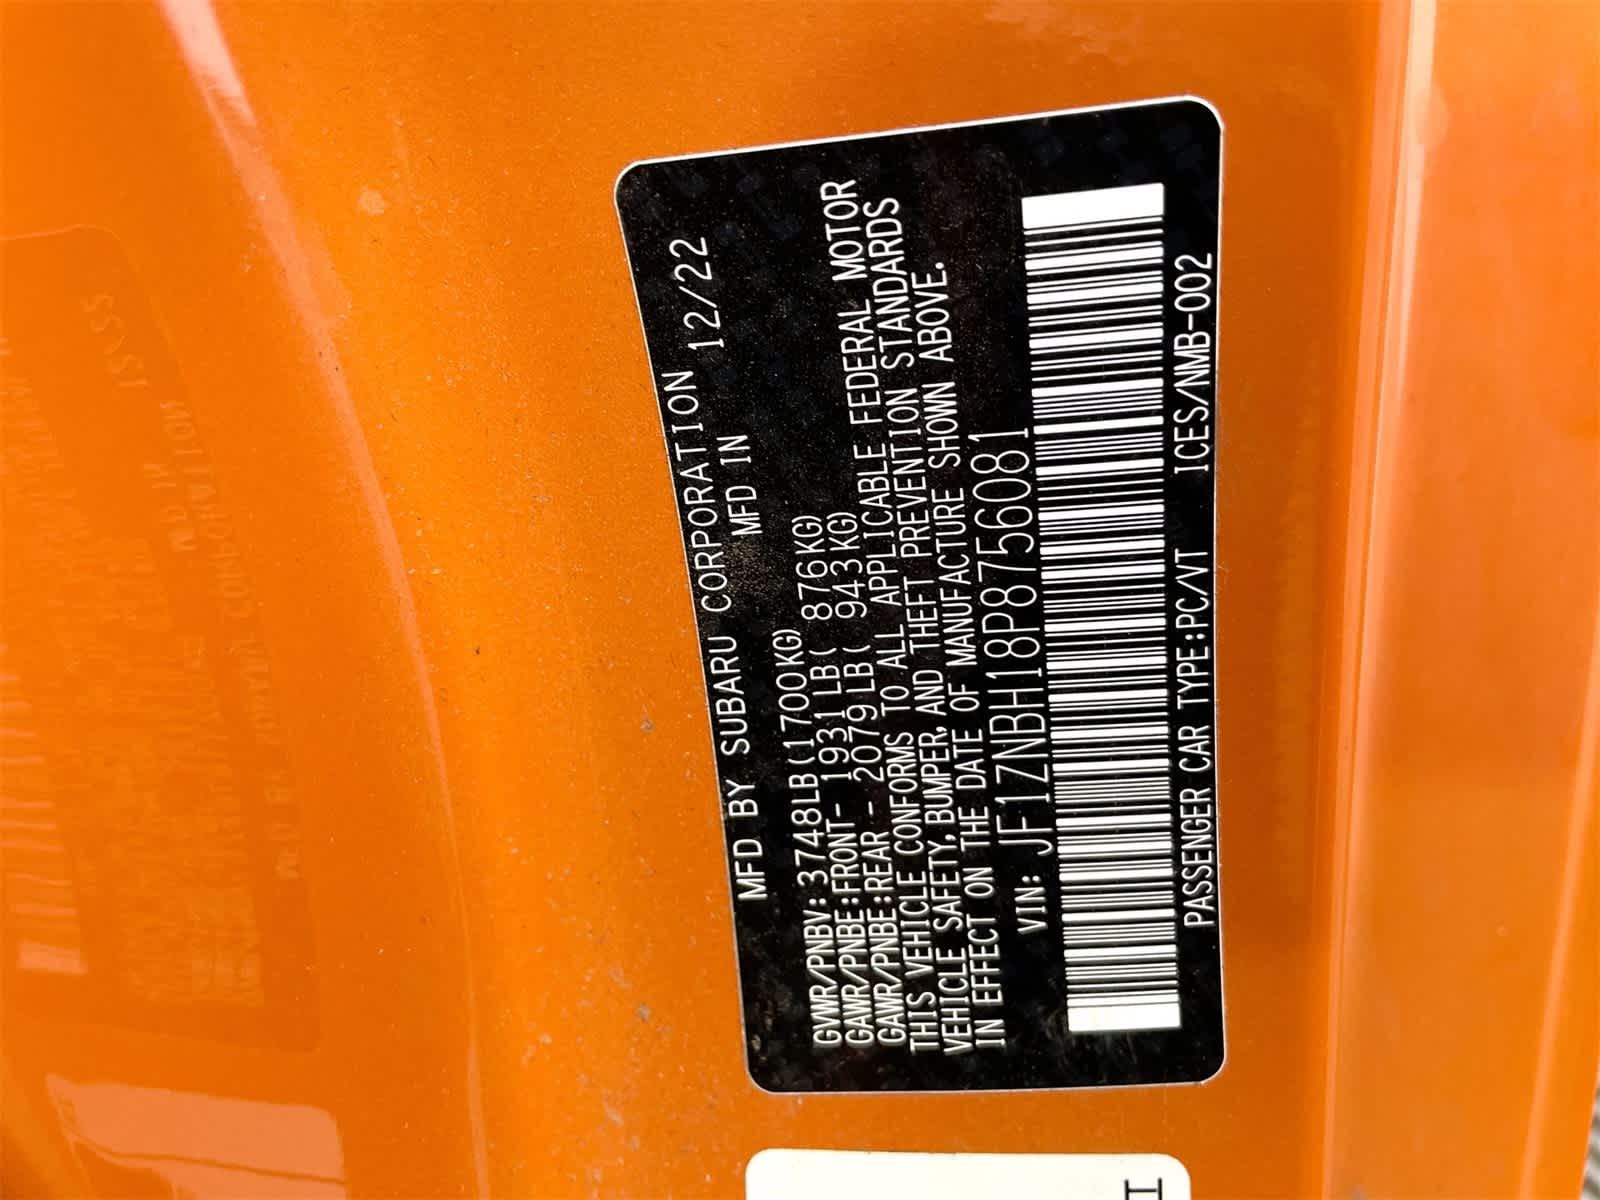 MFD BY SUBARU CORPORATION 12/22
MFD IN
GVWR/PNBV: 3748LB(1700KG)
GAWR/PNBE:FRONT- 1931LB( 876KG)
GAWR/PNBE:REAR - 2079LB( 943KG)
THIS VEHICLE CONFORMS TO ALL APPLICABLE FEDERAL MOTOR
VEHICLE SAFETY,BUMPER,AND THEFT PREVENTION STANDARDS
IN EFFECT ON THE DATE OF MANUFACTURE SHOWN ABOVE.
VIN: JF1ZNBH18P8756081
PASSENGER CAR TYPE:PC/VT ICES/NMB-002